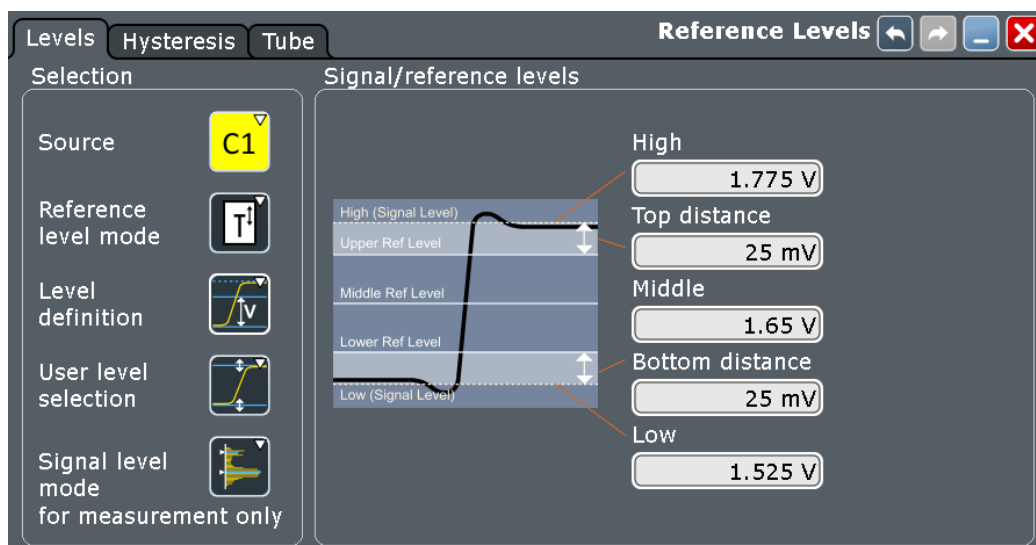 Levels
Hysteresis
Tube
Reference Levels
Selection
Signal/reference levels
Source
C1
Reference
level mode
T
Level
definition
V
User level
selection
Signal level
mode
for measurement only
High (Signal Level)
Upper Ref Level
Middle Ref Level
Lower Ref Level
Low (Signal Level)
High
1.775 V
Top distance
25 mV
Middle
1.65 V
Bottom distance
25 mV
Low
1.525 V